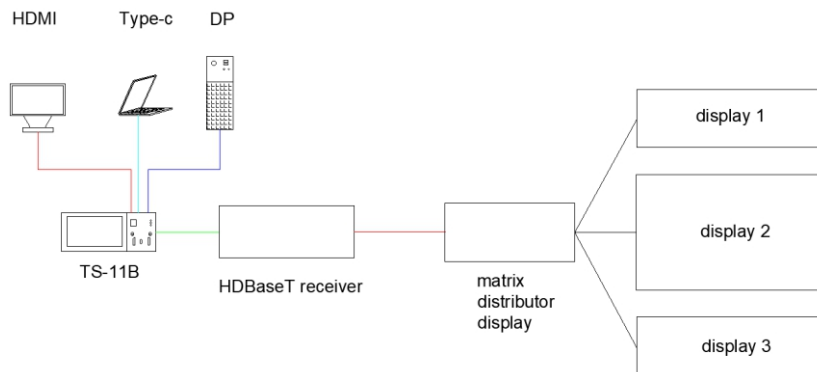 HDMI
Type-c
DP
display 1
display 2
TS-11B
HDBaseT receiver
matrix
distributor
display
display 3